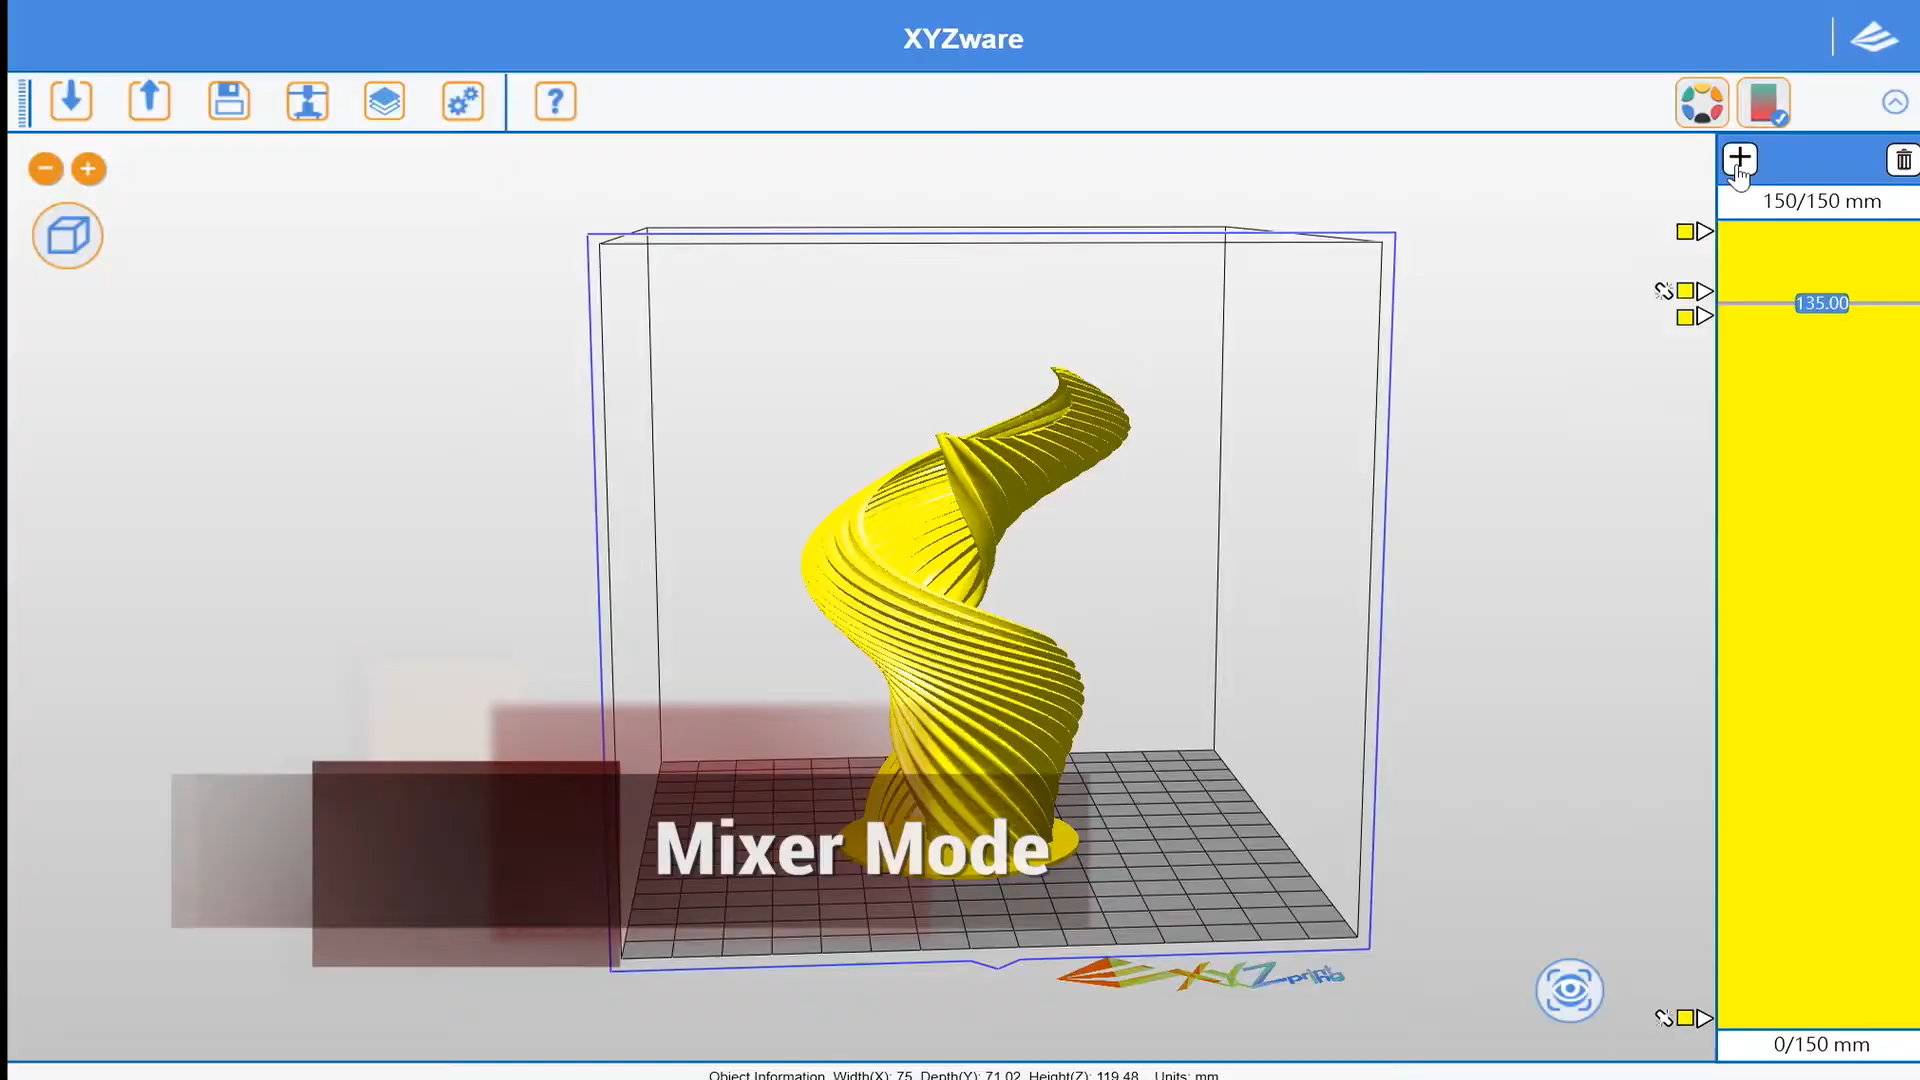 XYZware
?
150/150 mm
135.00
Mixer Mode
XYZprint
0/150 mm
Object Information Width(X): 75 Depth(Y): 71.02 Height(Z): 119.48 Units: mm